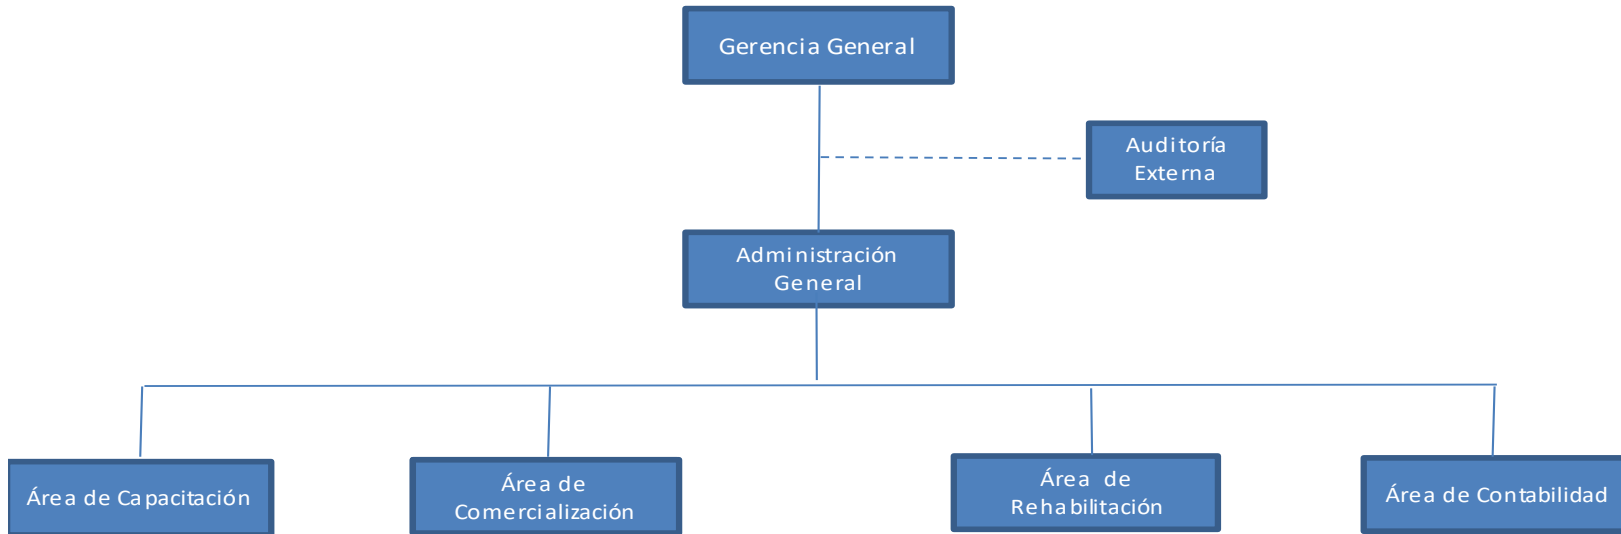 Gerencia General
Auditoría
Externa
Administración
General
Área de Capacitación
Área de
Comercialización
Área de
Rehabilitación
Área de Contabilidad